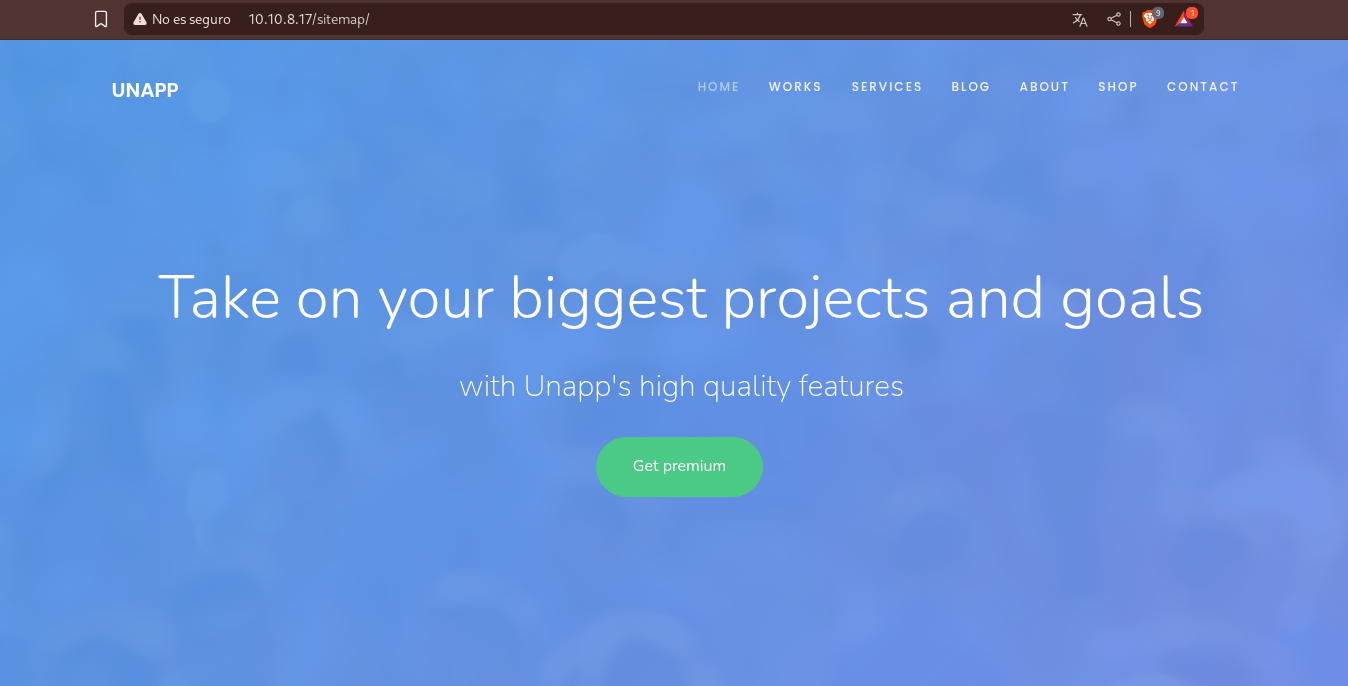 No es seguro 10.10.8.17/sitemap/ 9 1
UNAPP HOME WORKS SERVICES BLOG ABOUT SHOP CONTACT
Take on your biggest projects and goals
with Unapp's high quality features
Get premium